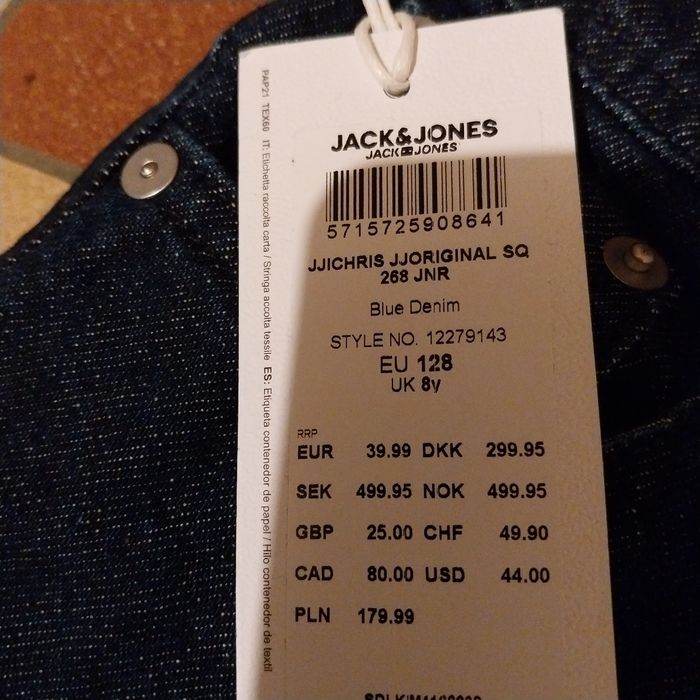 JACK&JONES
JACK JONES
5715725908641
JJICHRIS JJORIGINAL SQ
268 JNR
Blue Denim
STYLE NO. 12279143
EU 128
UK 8y
RRP
EUR 39.99 DKK 299.95
SEK 499.95 NOK 499.95
GBP 25.00 CHF 49.90
CAD 80.00 USD 44.00
PLN 179.99
PAP21 TEX60 IT: Etichetta raccolta carta / Stringa accolta tessile ES: Etiqueta contenedor de papel / Hilo contenedor de textil